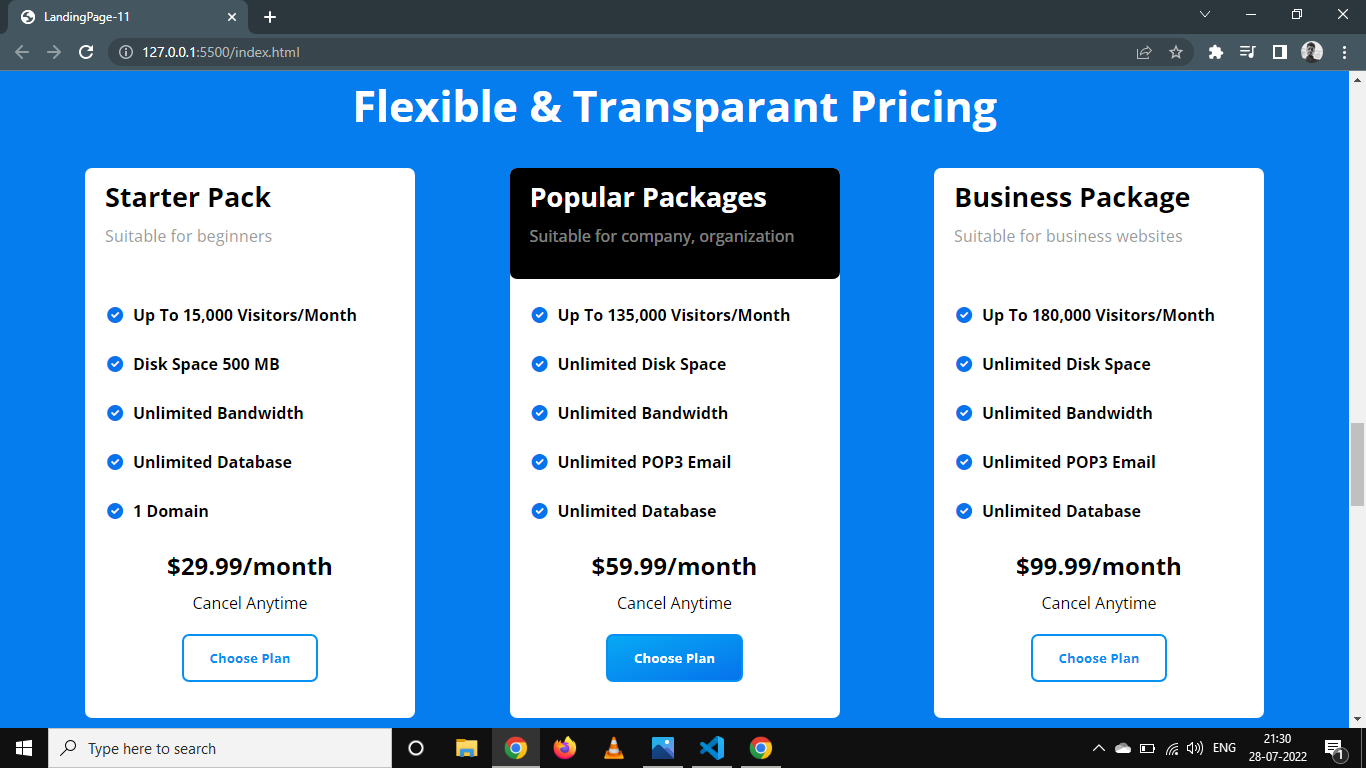 LandingPage-11
127.0.0.1:5500/index.html
Flexible & Transparant Pricing
Starter Pack
Suitable for beginners
Up To 15,000 Visitors/Month
Disk Space 500 MB
Unlimited Bandwidth
Unlimited Database
1 Domain
$29.99/month
Cancel Anytime
Choose Plan
Popular Packages
Suitable for company, organization
Up To 135,000 Visitors/Month
Unlimited Disk Space
Unlimited Bandwidth
Unlimited POP3 Email
Unlimited Database
$59.99/month
Cancel Anytime
Choose Plan
Business Package
Suitable for business websites
Up To 180,000 Visitors/Month
Unlimited Disk Space
Unlimited Bandwidth
Unlimited POP3 Email
Unlimited Database
$99.99/month
Cancel Anytime
Choose Plan
Type here to search
ENG
21:30
28-07-2022
1